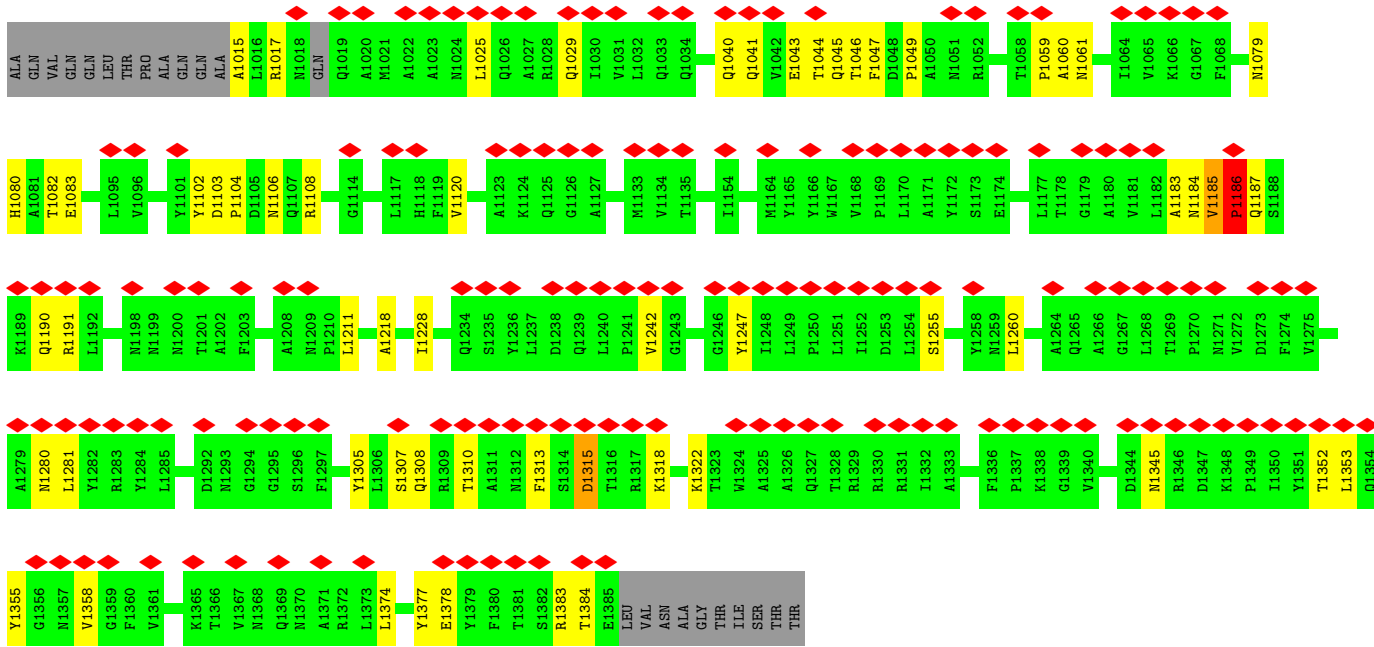 ALA GLN VAL GLN GLN LEU THR PRO ALA GLN GLN ALA A1015 L1016 R1017 N1018 GLN Q1019 A1020 M1021 A1022 A1023 N1024 L1025 Q1026 A1027 R1028 Q1029 I1030 V1031 L1032 Q1033 Q1034 Q1040 Q1041 V1042 E1043 T1044 Q1045 T1046 F1047 D1048 P1049 A1050 N1051 R1052 T1058 P1059 A1060 N1061 I1064 V1065 K1066 G1067 F1068 N1079
H1080 A1081 T1082 E1083 L1095 V1096 Y1101 Y1102 D1103 P1104 D1105 N1106 Q1107 R1108 G1114 L1117 H1118 F1119 V1120 A1123 K1124 Q1125 G1126 A1127 M1133 V1134 T1135 I1154 M1164 Y1165 Y1166 W1167 V1168 P1169 L1170 A1171 Y1172 S1173 E1174 L1177 T1178 G1179 A1180 V1181 L1182 A1183 N1184 V1185 P1186 Q1187 S1188
K1189 Q1190 R1191 L1192 N1198 N1199 N1200 T1201 A1202 F1203 A1208 N1209 P1210 L1211 A1218 I1228 Q1234 S1235 Y1236 L1237 D1238 Q1239 L1240 P1241 V1242 G1243 G1246 Y1247 I1248 L1249 P1250 L1251 I1252 D1253 L1254 S1255 Y1258 N1259 L1260 A1264 Q1265 A1266 G1267 L1268 T1269 P1270 N1271 V1272 D1273 F1274 V1275
A1279 N1280 L1281 Y1282 R1283 Y1284 L1285 D1292 N1293 G1294 G1295 S1296 F1297 Y1305 L1306 S1307 Q1308 R1309 T1310 A1311 N1312 F1313 S1314 D1315 T1316 R1317 K1318 K1322 T1323 W1324 A1325 A1326 Q1327 T1328 R1329 R1330 R1331 I1332 A1333 F1336 P1337 K1338 G1339 V1340 D1344 N1345 R1346 D1347 K1348 P1349 I1350 Y1351 T1352 L1353 Q1354
Y1355 G1356 N1357 V1358 G1359 F1360 V1361 K1365 T1366 V1367 N1368 Q1369 N1370 A1371 R1372 L1373 L1374 Y1377 E1378 Y1379 F1380 T1381 S1382 R1383 T1384 E1385 LEU VAL ASN ALA GLY THR ILE SER THR THR